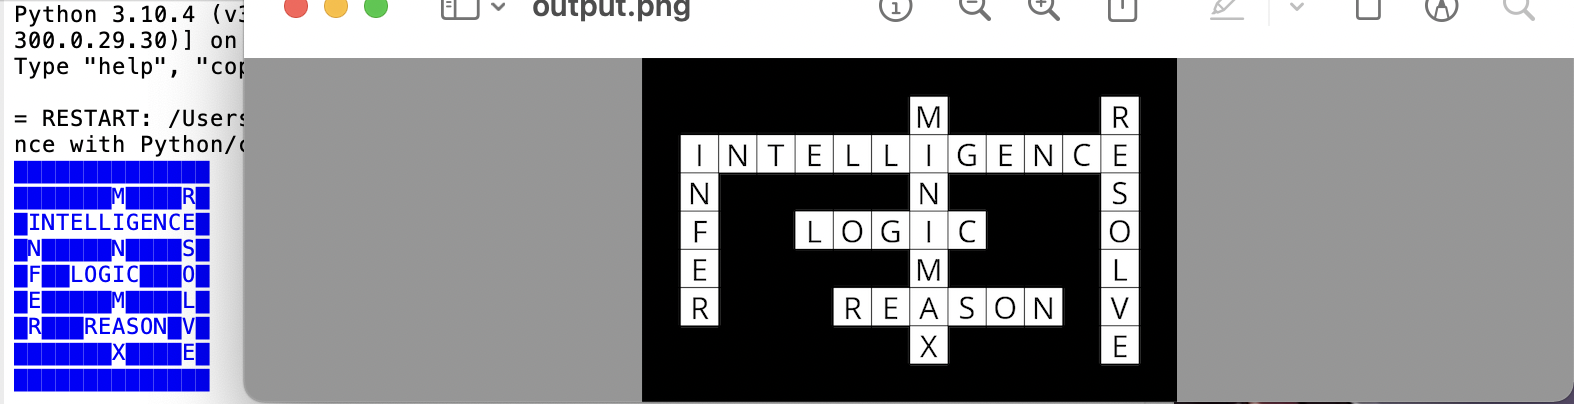 Python 3.10.4 (v3
300.0.29.30)] on
Type "help", "cop
= RESTART: /Users
nce with Python/c
M R
INTELLIGENCE
N N S
F LOGIC O
E M L
R REASON V
X E
output.png
M R
INTELLIGENCE
N N S
F LOGIC O
E M L
R REASON V
X E